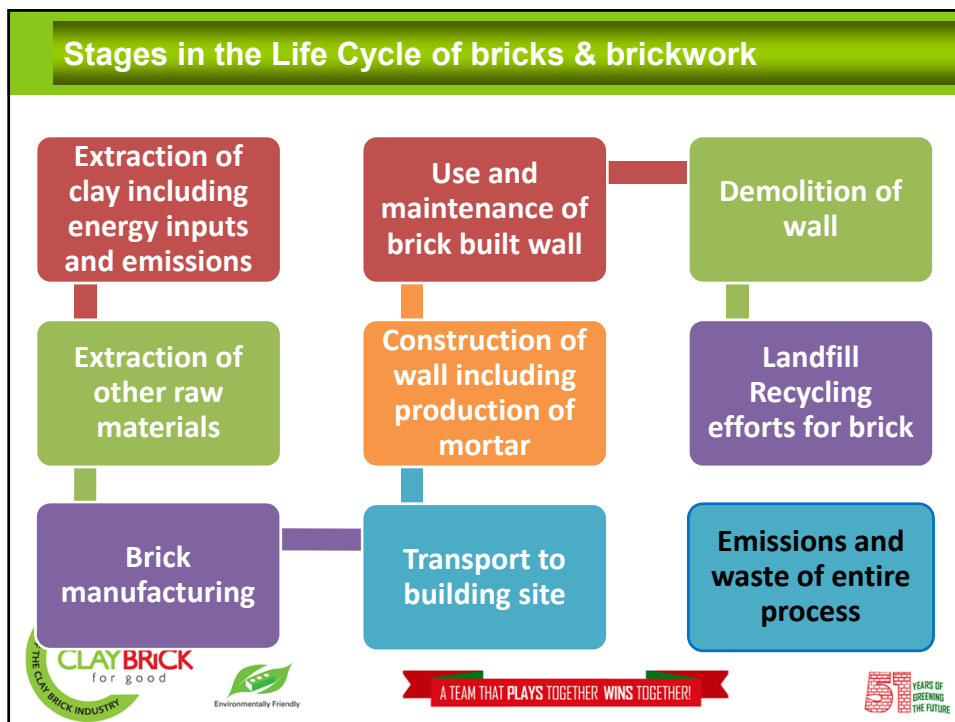 Stages in the Life Cycle of bricks & brickwork
Extraction of
clay including
energy inputs
and emissions
Extraction of
other raw
materials
Brick
manufacturing
Transport to
building site
Construction of
wall including
production of
mortar
Use and
maintenance of
brick built wall
Demolition of
wall
Landfill
Recycling
efforts for brick
Emissions and
waste of entire
process
CLAY BRICK
for good
THE CLAY BRICK INDUSTRY
Environmentally Friendly
A TEAM THAT PLAYS TOGETHER WINS TOGETHER!
51 YEARS OF
GREENING
THE FUTURE